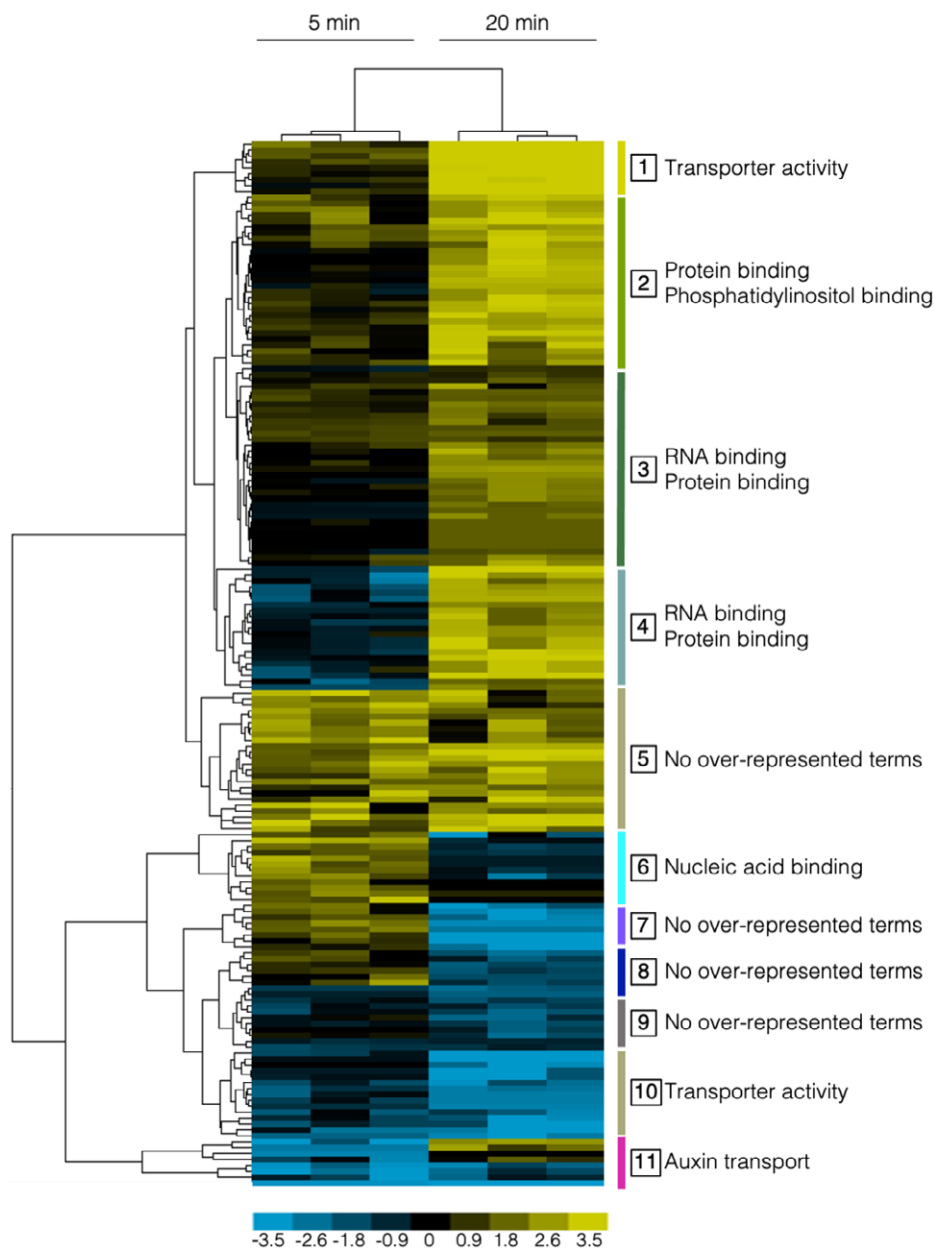 5 min 20 min
1 Transporter activity
2 Protein binding
Phosphatidylinositol binding
3 RNA binding
Protein binding
4 RNA binding
Protein binding
5 No over-represented terms
6 Nucleic acid binding
7 No over-represented terms
8 No over-represented terms
9 No over-represented terms
10 Transporter activity
11 Auxin transport
-3.5 -2.6 -1.8 -0.9 0 0.9 1.8 2.6 3.5